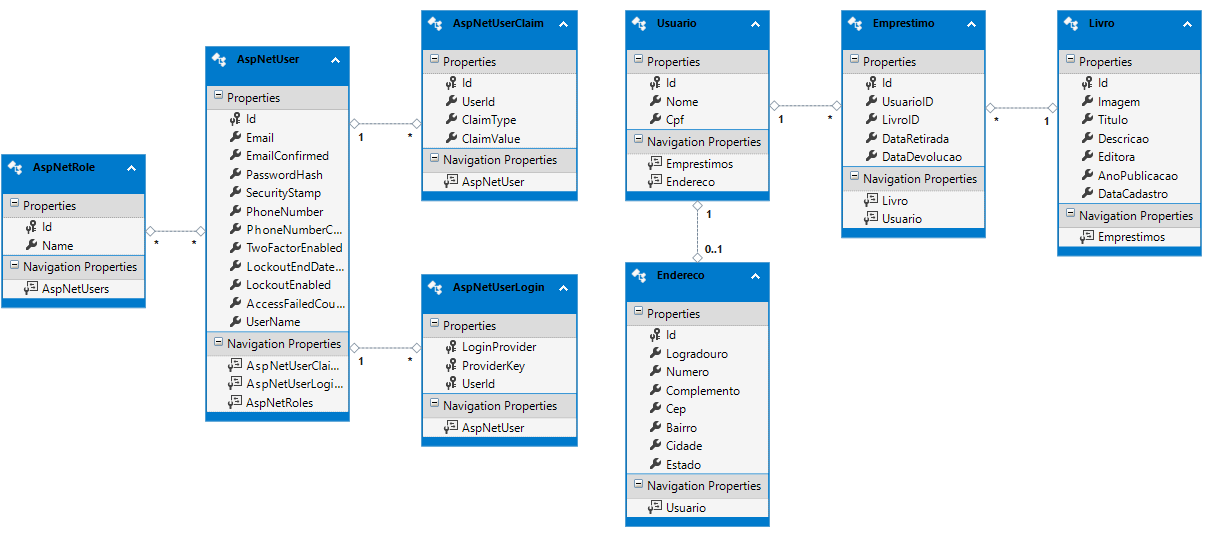 AspNetRole
Properties
Id
Name
Navigation Properties
AspNetUsers
*
*
AspNetUser
Properties
Id
Email
EmailConfirmed
PasswordHash
SecurityStamp
PhoneNumber
PhoneNumberC...
TwoFactorEnabled
LockoutEndDate...
LockoutEnabled
AccessFailedCou...
UserName
Navigation Properties
AspNetUserClai...
AspNetUserLogi...
AspNetRoles
1
*
1
*
AspNetUserClaim
Properties
Id
UserId
ClaimType
ClaimValue
Navigation Properties
AspNetUser
AspNetUserLogin
Properties
LoginProvider
ProviderKey
UserId
Navigation Properties
AspNetUser
Usuario
Properties
Id
Nome
Cpf
Navigation Properties
Emprestimos
Endereco
1
*
1
0..1
Endereco
Properties
Id
Logradouro
Numero
Complemento
Cep
Bairro
Cidade
Estado
Navigation Properties
Usuario
Emprestimo
Properties
Id
UsuarioID
LivroID
DataRetirada
DataDevolucao
Navigation Properties
Livro
Usuario
*
1
Livro
Properties
Id
Imagem
Titulo
Descricao
Editora
AnoPublicacao
DataCadastro
Navigation Properties
Emprestimos